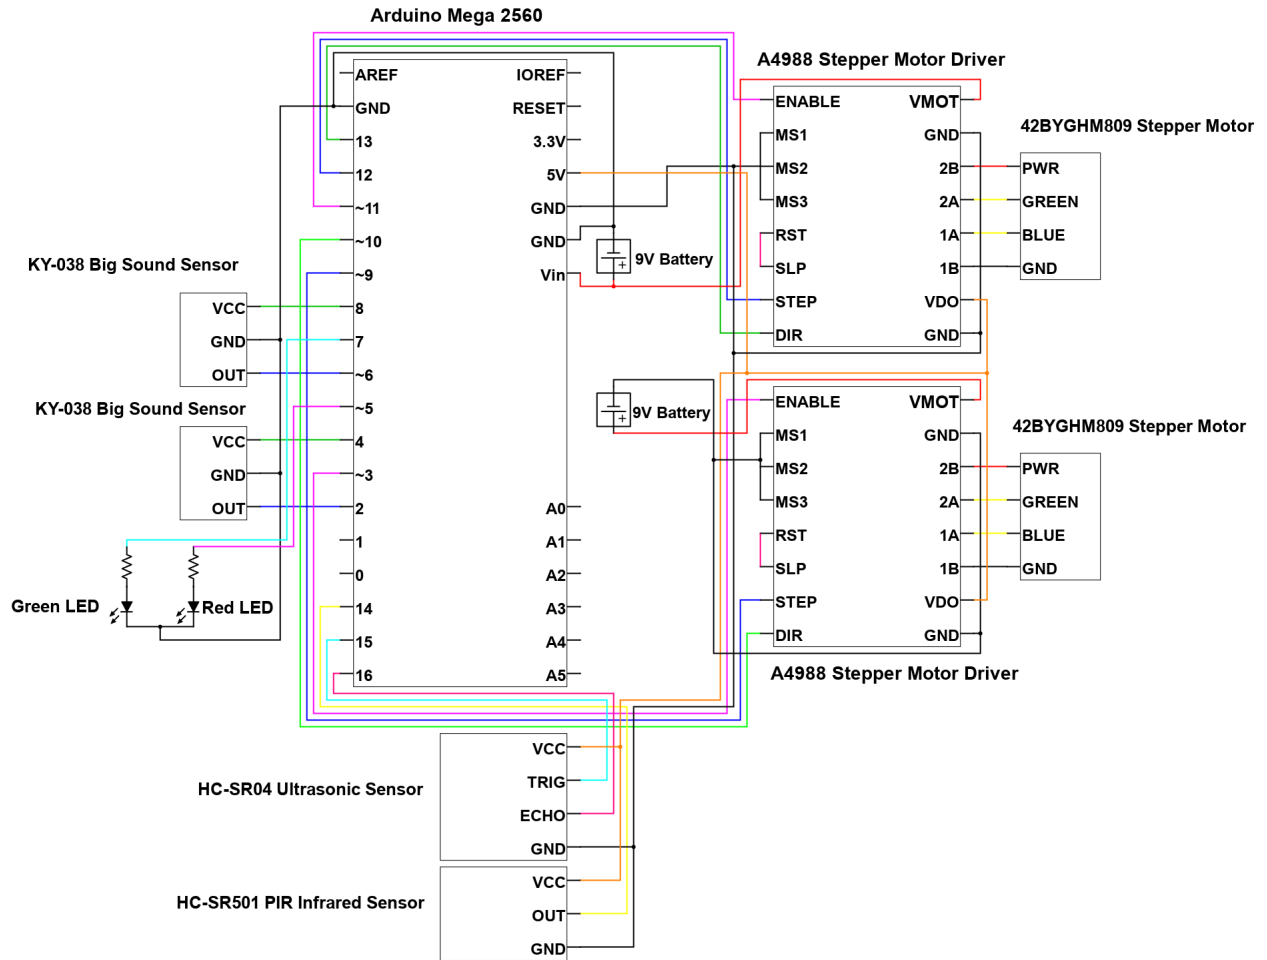 Arduino Mega 2560
AREF
GND
13
12
~11
~10
~9
8
7
~6
~5
4
~3
2
1
0
14
15
16
IOREF
RESET
3.3V
5V
GND
GND
Vin
A0
A1
A2
A3
A4
A5
KY-038 Big Sound Sensor
VCC
GND
OUT
KY-038 Big Sound Sensor
VCC
GND
OUT
Green LED
Red LED
9V Battery
9V Battery
A4988 Stepper Motor Driver
ENABLE
MS1
MS2
MS3
RST
SLP
STEP
DIR
VMOT
GND
2B
2A
1A
1B
VDO
GND
42BYGHM809 Stepper Motor
PWR
GREEN
BLUE
GND
ENABLE
MS1
MS2
MS3
RST
SLP
STEP
DIR
VMOT
GND
2B
2A
1A
1B
VDO
GND
A4988 Stepper Motor Driver
42BYGHM809 Stepper Motor
PWR
GREEN
BLUE
GND
HC-SR04 Ultrasonic Sensor
VCC
TRIG
ECHO
GND
HC-SR501 PIR Infrared Sensor
VCC
OUT
GND